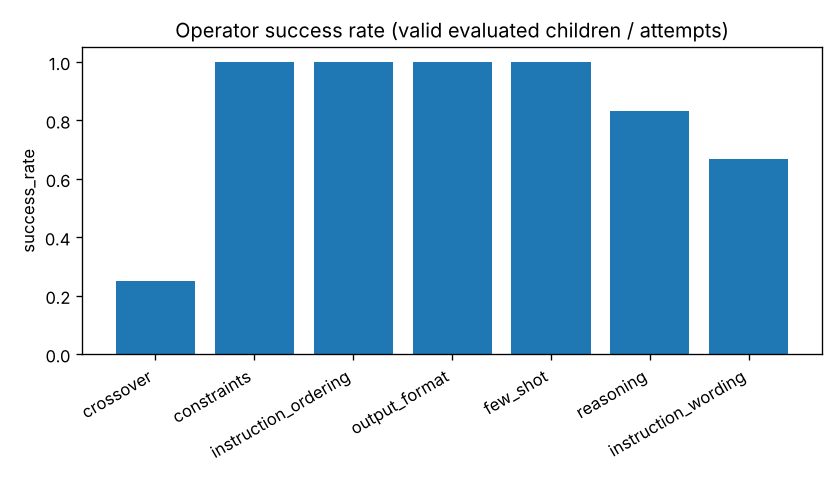 Operator success rate (valid evaluated children / attempts)
success_rate
1.0
0.8
0.6
0.4
0.2
0.0
crossover
constraints
instruction_ordering
output_format
few_shot
reasoning
instruction_wording